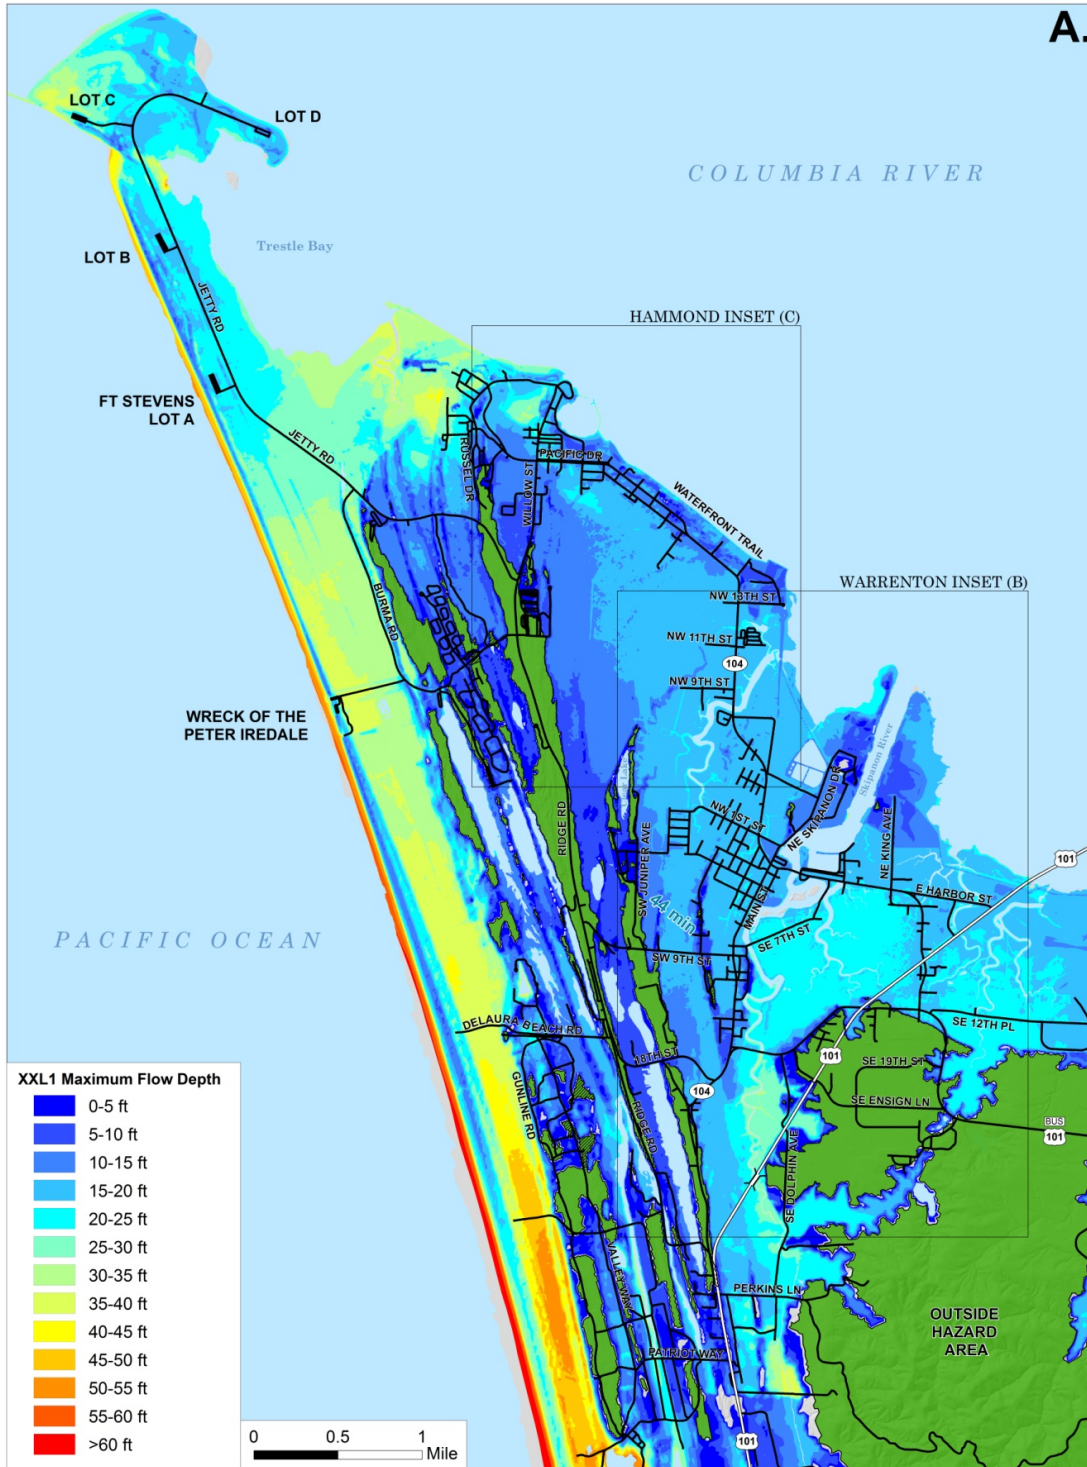 A.
LOT C
LOT D
COLUMBIA RIVER
Trestle Bay
LOT B
JETTY RD
HAMMOND INSET (C)
FT STEVENS
LOT A
JETTY RD
RUSSEL DR
PACIFIC DR
WILLOW ST
WATERFRONT TRAIL
WARRENTON INSET (B)
NW 13TH ST
BURMA RD
NW 11TH ST
104
NW 9TH ST
WRECK OF THE
PETER IREDALE
Skipanon River
NE SKIPANON DR
RIDGE RD
NW 1ST ST
NE KING AVE
SW JUNIPER AVE
101
E HARBOR ST
44 min
MAIN ST
PACIFIC OCEAN
SE 7TH ST
SW 9TH ST
DELAURA BEACH RD
SE 12TH PL
18TH ST
101
SE 19TH ST
GUNLINE RD
104
SE ENSIGN LN
RIDGE RD
BUS
101
SE DOLPHIN AVE
VALLEY WAY
PERKINS LN
OUTSIDE
HAZARD
AREA
PATRIOT WAY
101
XXL1 Maximum Flow Depth
0-5 ft
5-10 ft
10-15 ft
15-20 ft
20-25 ft
25-30 ft
30-35 ft
35-40 ft
40-45 ft
45-50 ft
50-55 ft
55-60 ft
>60 ft
0 0.5 1
Mile